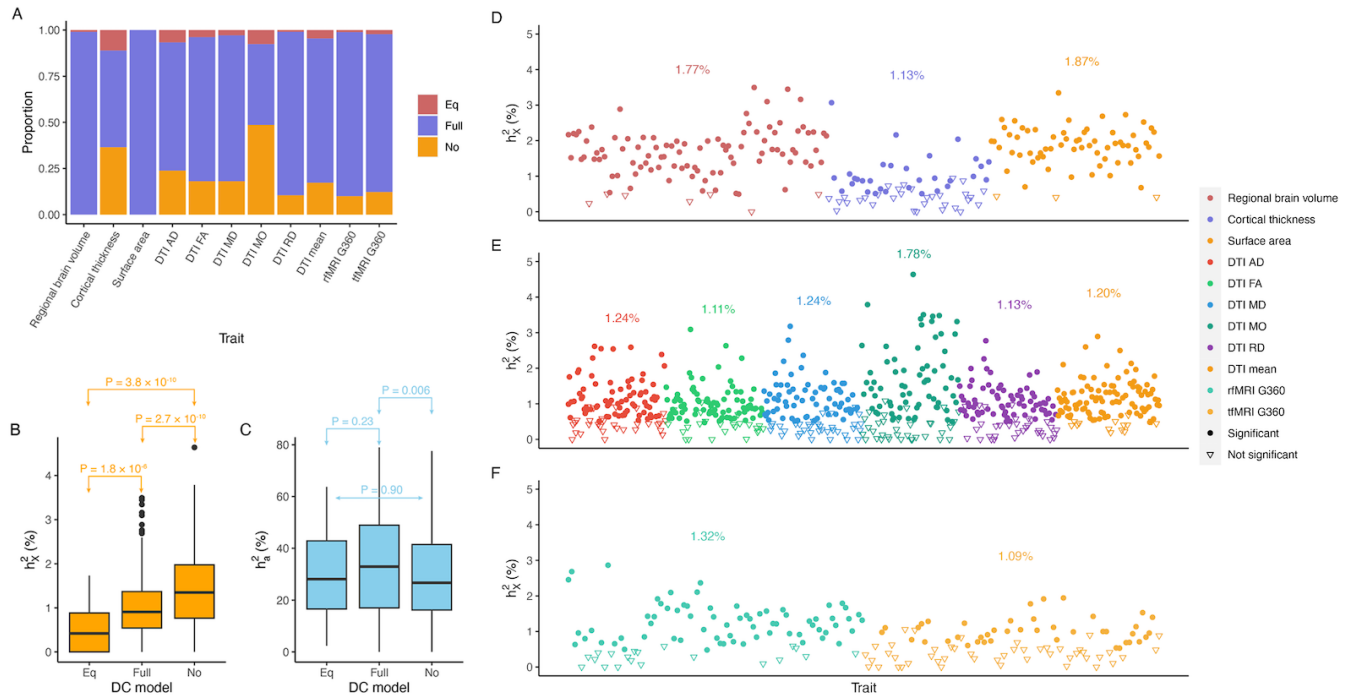 A
Proportion
1.00
0.75
0.50
0.25
0.00
Regional brain volume
Cortical thickness
Surface area
DTI AD
DTI FA
DTI MD
DTI MO
DTI RD
DTI mean
rfMRI G360
tfMRI G360
Trait
Eq
Full
No
B
P = 3.8 × 10⁻¹⁰
P = 2.7 × 10⁻¹⁰
P = 1.8 × 10⁻⁶
h²X (%)
4
3
2
1
0
Eq Full No
DC model
C
P = 0.006
P = 0.23
P = 0.90
h²a (%)
80
60
40
20
0
Eq Full No
DC model
D
h²X (%)
5
4
3
2
1
0
1.77%
1.13%
1.87%
E
h²X (%)
5
4
3
2
1
0
1.24%
1.11%
1.24%
1.78%
1.13%
1.20%
F
h²X (%)
5
4
3
2
1
0
1.32%
1.09%
Trait
Regional brain volume
Cortical thickness
Surface area
DTI AD
DTI FA
DTI MD
DTI MO
DTI RD
DTI mean
rfMRI G360
tfMRI G360
Significant
Not significant